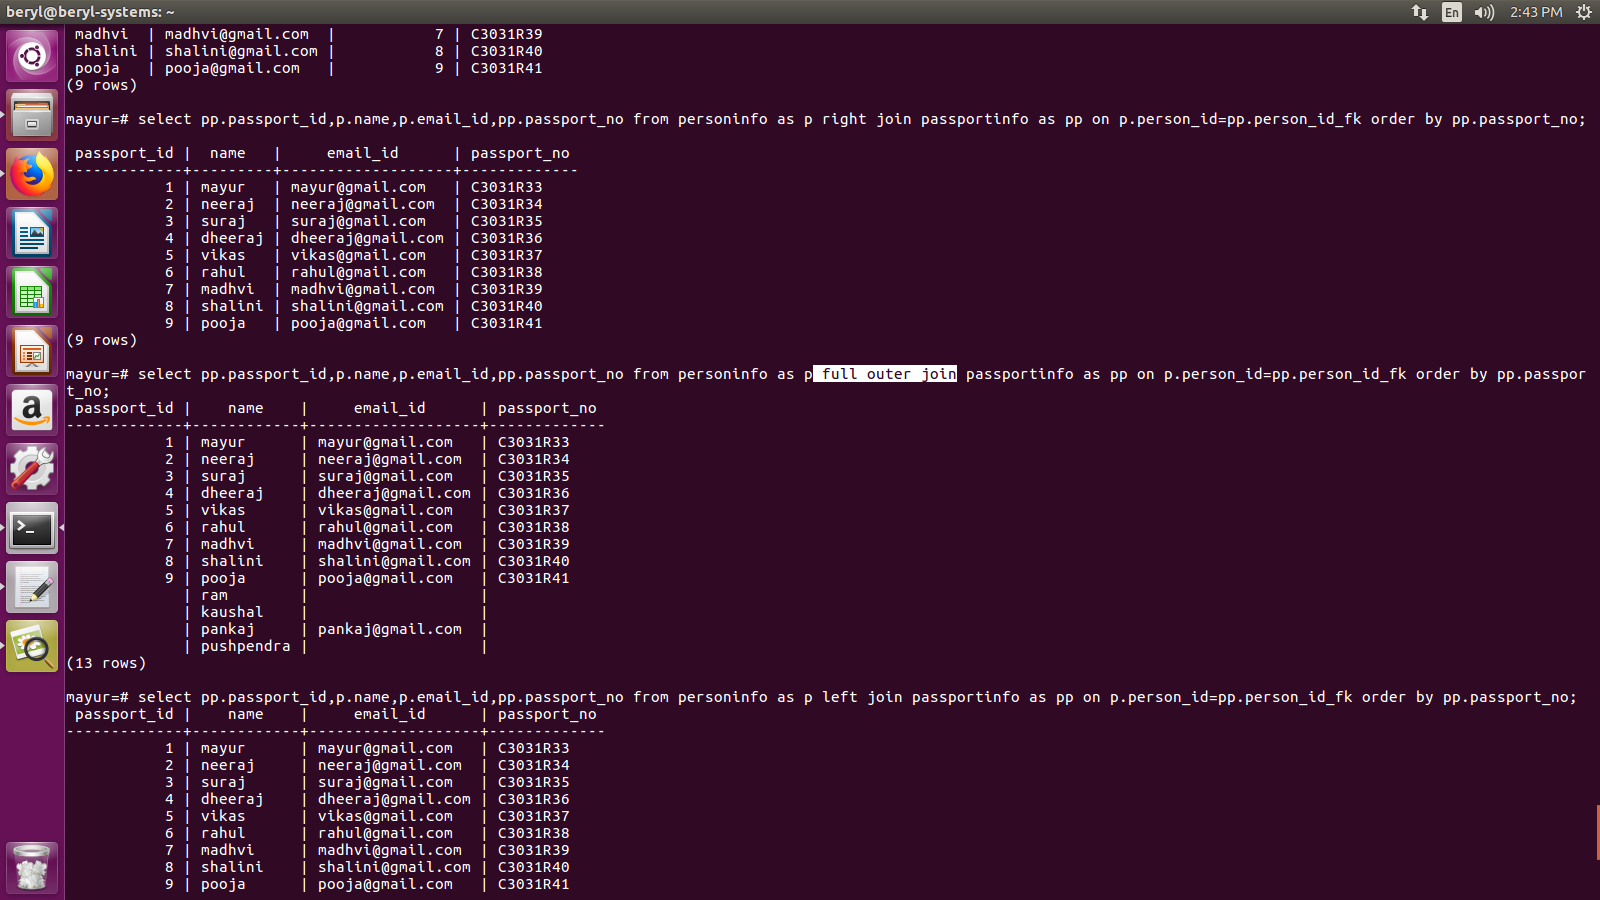 beryl@beryl-systems: ~
En
2:43 PM
madhvi | madhvi@gmail.com | 7 | C3031R39
shalini | shalini@gmail.com | 8 | C3031R40
pooja | pooja@gmail.com | 9 | C3031R41
(9 rows)
mayur=# select pp.passport_id,p.name,p.email_id,pp.passport_no from personinfo as p right join passportinfo as pp on p.person_id=pp.person_id_fk order by pp.passport_no;
passport_id | name | email_id | passport_no
-------------+---------+-------------------+-------------
1 | mayur | mayur@gmail.com | C3031R33
2 | neeraj | neeraj@gmail.com | C3031R34
3 | suraj | suraj@gmail.com | C3031R35
4 | dheeraj | dheeraj@gmail.com | C3031R36
5 | vikas | vikas@gmail.com | C3031R37
6 | rahul | rahul@gmail.com | C3031R38
7 | madhvi | madhvi@gmail.com | C3031R39
8 | shalini | shalini@gmail.com | C3031R40
9 | pooja | pooja@gmail.com | C3031R41
(9 rows)
mayur=# select pp.passport_id,p.name,p.email_id,pp.passport_no from personinfo as p full outer join passportinfo as pp on p.person_id=pp.person_id_fk order by pp.passpor
t_no;
passport_id | name | email_id | passport_no
-------------+------------+-------------------+-------------
1 | mayur | mayur@gmail.com | C3031R33
2 | neeraj | neeraj@gmail.com | C3031R34
3 | suraj | suraj@gmail.com | C3031R35
4 | dheeraj | dheeraj@gmail.com | C3031R36
5 | vikas | vikas@gmail.com | C3031R37
6 | rahul | rahul@gmail.com | C3031R38
7 | madhvi | madhvi@gmail.com | C3031R39
8 | shalini | shalini@gmail.com | C3031R40
9 | pooja | pooja@gmail.com | C3031R41
| ram | |
| kaushal | |
| pankaj | pankaj@gmail.com |
| pushpendra | |
(13 rows)
mayur=# select pp.passport_id,p.name,p.email_id,pp.passport_no from personinfo as p left join passportinfo as pp on p.person_id=pp.person_id_fk order by pp.passport_no;
passport_id | name | email_id | passport_no
-------------+------------+-------------------+-------------
1 | mayur | mayur@gmail.com | C3031R33
2 | neeraj | neeraj@gmail.com | C3031R34
3 | suraj | suraj@gmail.com | C3031R35
4 | dheeraj | dheeraj@gmail.com | C3031R36
5 | vikas | vikas@gmail.com | C3031R37
6 | rahul | rahul@gmail.com | C3031R38
7 | madhvi | madhvi@gmail.com | C3031R39
8 | shalini | shalini@gmail.com | C3031R40
9 | pooja | pooja@gmail.com | C3031R41